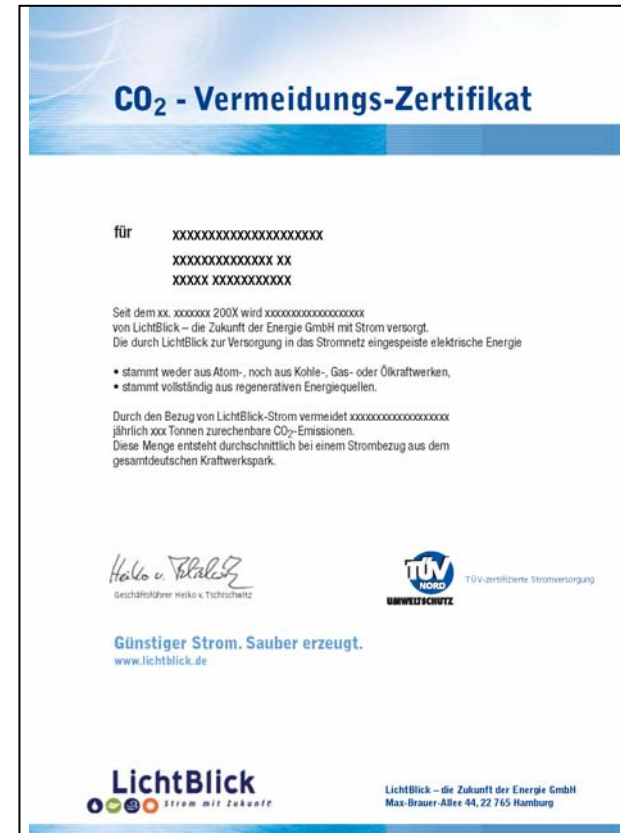 CO₂ - Vermeidungs-Zertifikat
für xxxxxxxxxxxxxxxxxxxxx
xxxxxxxxxxxxxx xx
xxxxx xxxxxxxxxxx
Seit dem xx. xxxxxxx 200X wird xxxxxxxxxxxxxxxxxxx
von LichtBlick – die Zukunft der Energie GmbH mit Strom versorgt.
Die durch LichtBlick zur Versorgung in das Stromnetz eingespeiste elektrische Energie
• stammt weder aus Atom-, noch aus Kohle-, Gas- oder Ölkraftwerken,
• stammt vollständig aus regenerativen Energiequellen.
Durch den Bezug von LichtBlick-Strom vermeidet xxxxxxxxxxxxxxxxxxx
jährlich xxx Tonnen zurechenbare CO₂-Emissionen.
Diese Menge entsteht durchschnittlich bei einem Strombezug aus dem
gesamtdeutschen Kraftwerkspark.
Heiko v.
Geschäftsführer Heiko v. Tschischwitz
TÜV
NORD
UMWELTSCHUTZ
TÜV-zertifizierte Stromversorgung
Günstiger Strom. Sauber erzeugt.
www.lichtblick.de
LichtBlick
Strom mit Zukunft
LichtBlick – die Zukunft der Energie GmbH
Max-Brauer-Allee 44, 22 765 Hamburg